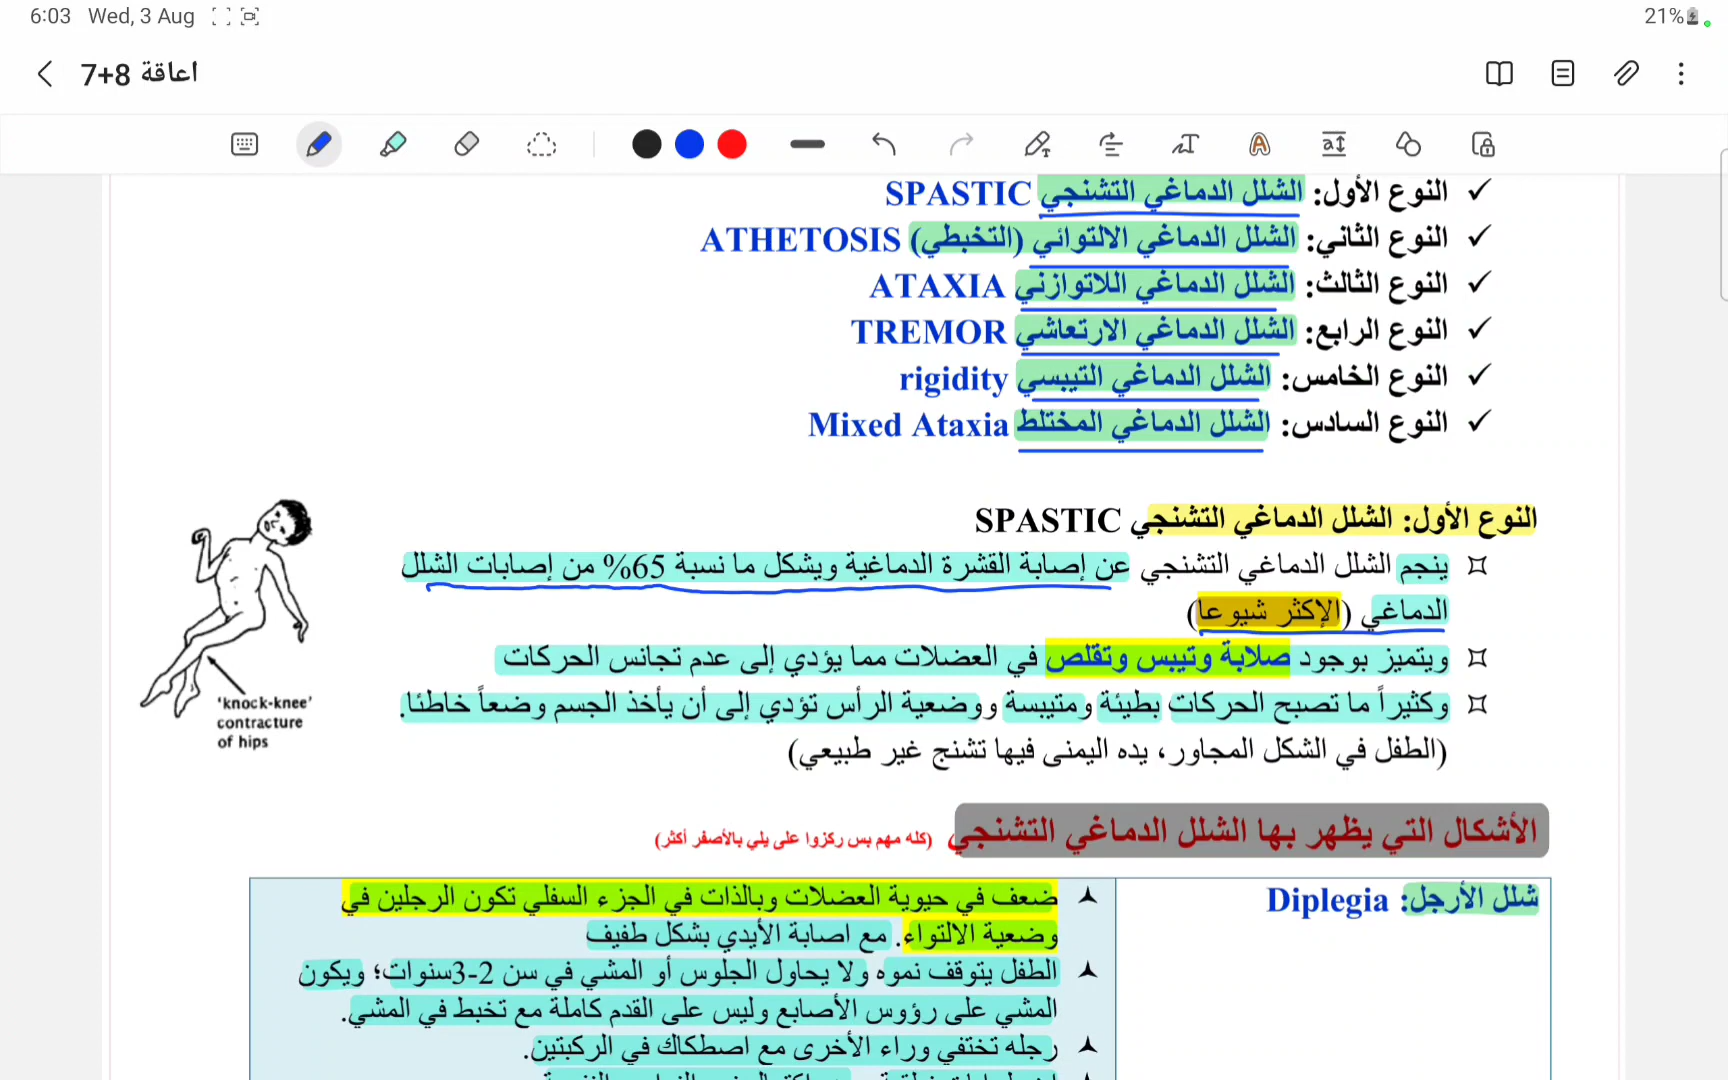 6:03 Wed, 3 Aug
21%
اعاقة 8+7
النوع الأول: الشلل الدماغي التشنجي SPASTIC
النوع الثاني: الشلل الدماغي الالتوائي (التخبطي) ATHETOSIS
النوع الثالث: الشلل الدماغي اللاتوازني ATAXIA
النوع الرابع: الشلل الدماغي الارتعاشي TREMOR
النوع الخامس: الشلل الدماغي التيبسي rigidity
النوع السادس: الشلل الدماغي المختلط Mixed Ataxia
النوع الأول: الشلل الدماغي التشنجي SPASTIC
ينجم الشلل الدماغي التشنجي عن إصابة القشرة الدماغية ويشكل ما نسبة 65% من إصابات الشلل
الدماغي (الإكثر شيوعا)
ويتميز بوجود صلابة وتيبس وتقلص في العضلات مما يؤدي إلى عدم تجانس الحركات
وكثيراً ما تصبح الحركات بطيئة ومتيبسة ووضعية الرأس تؤدي إلى أن يأخذ الجسم وضعاً خاطئا.
(الطفل في الشكل المجاور، يده اليمنى فيها تشنج غير طبيعي)
'knock-knee'
contracture
of hips
الأشكال التي يظهر بها الشلل الدماغي التشنجي (كله مهم بس ركزوا على يلي بالأصفر أكثر)
شلل الأرجل: Diplegia
ضعف في حيوية العضلات وبالذات في الجزء السفلي تكون الرجلين في
وضعية الالتواء. مع اصابة الأيدي بشكل طفيف
الطفل يتوقف نموه ولا يحاول الجلوس أو المشي في سن 2-3سنوات؛ ويكون
المشي على رؤوس الأصابع وليس على القدم كاملة مع تخبط في المشي.
رجله تختفي وراء الأخرى مع اصطكاك في الركبتين.